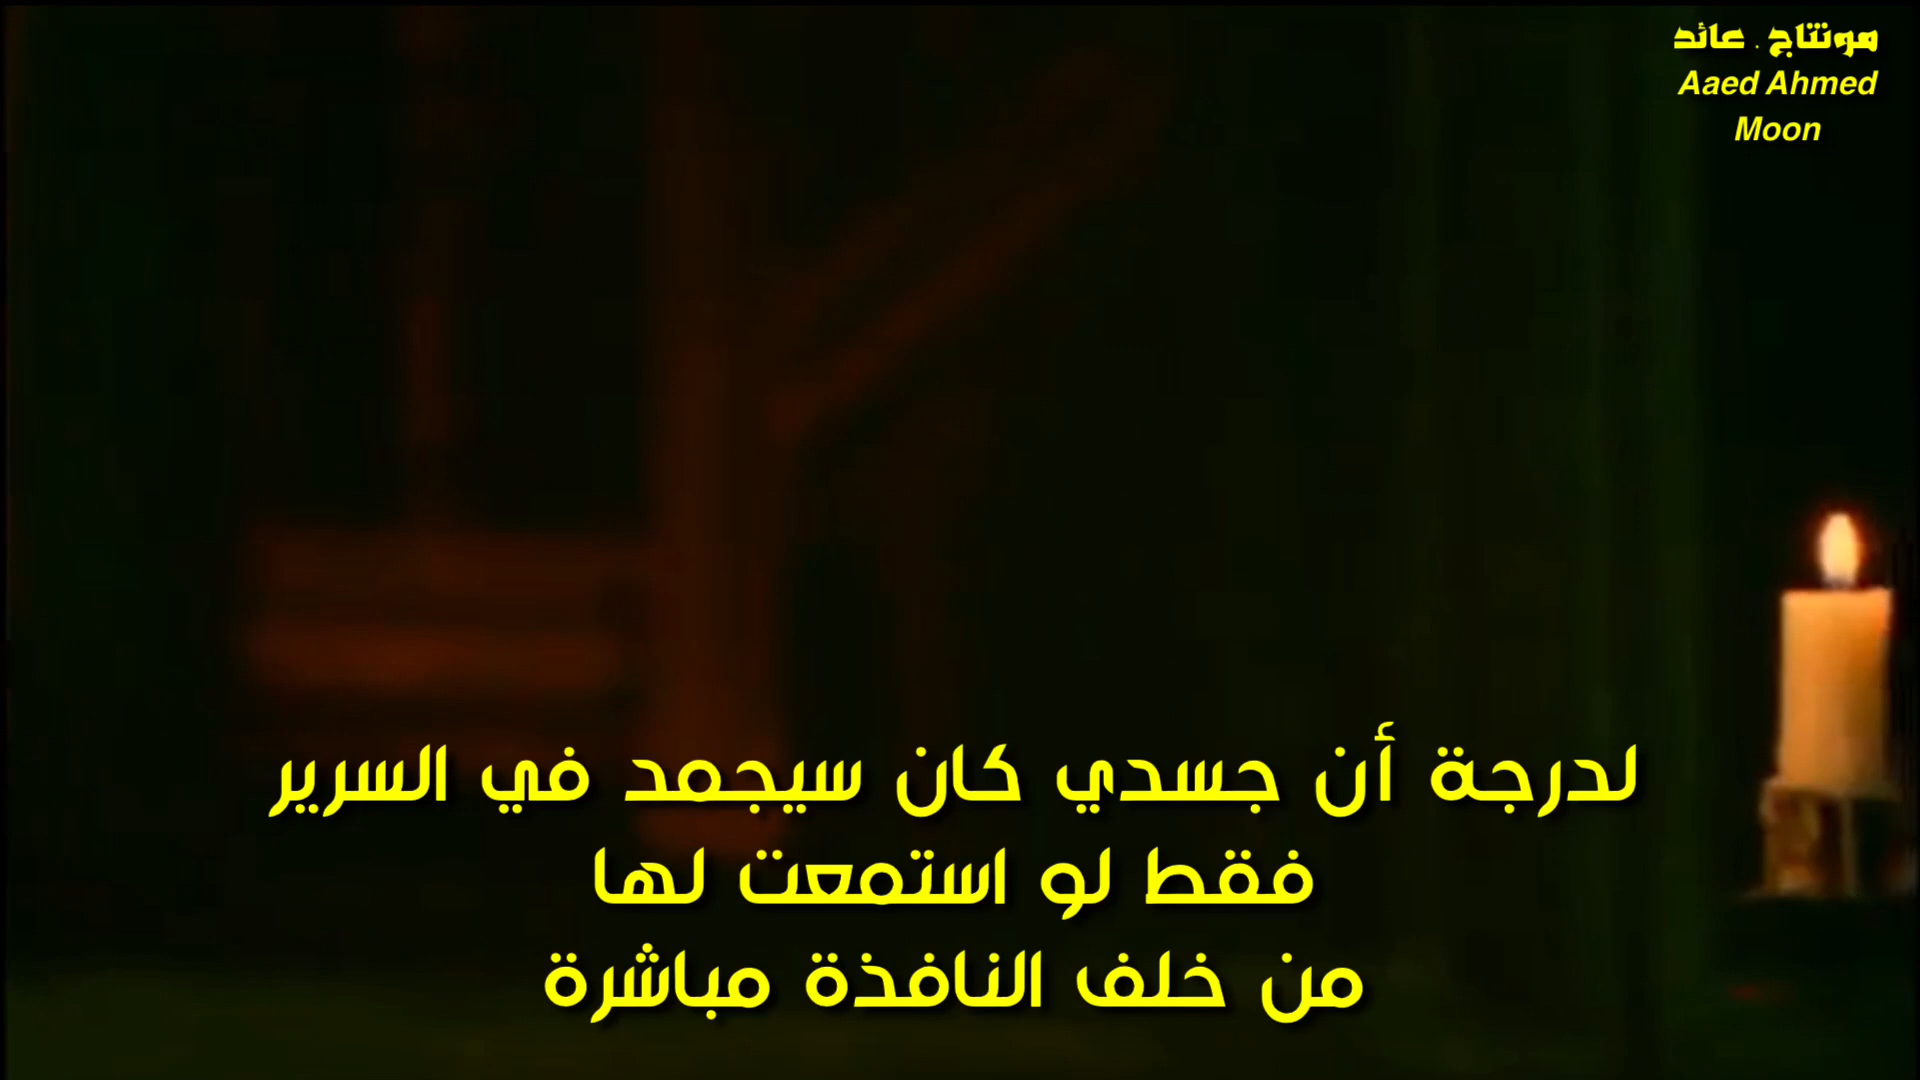 مونتاج . عائد
Aaed Ahmed
Moon
لدرجة أن جسدي كان سيجمد في السرير
فقط لو استمعت لها
من خلف النافذة مباشرة